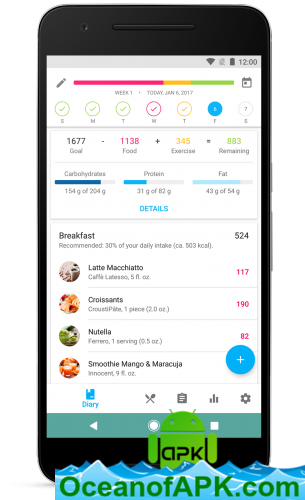 12:00
WEEK 1 • TODAY, JAN 6, 2017
6 7
S M T W T F S
1677 - 1138 + 345 = 883
Goal Food Exercise Remaining
Carbohydrates Protein Fat
154 g of 204 g 31 g of 82 g 43 g of 54 g
DETAILS
Breakfast 524
Recommended: 30% of your daily intake (ca. 503 kcal).
Latte Macchiato
Caffè Latesso, 5 fl. oz.
117
Croissants
CroustiPâte, 1 piece (2.0 oz.)
190
Nutella
Ferrero, 1 serving (0.5 oz.)
82
Smoothie Mango & Maracuja
Innocent, 9 fl. oz.
+
Diary
[apk]
OceanofAPK.com